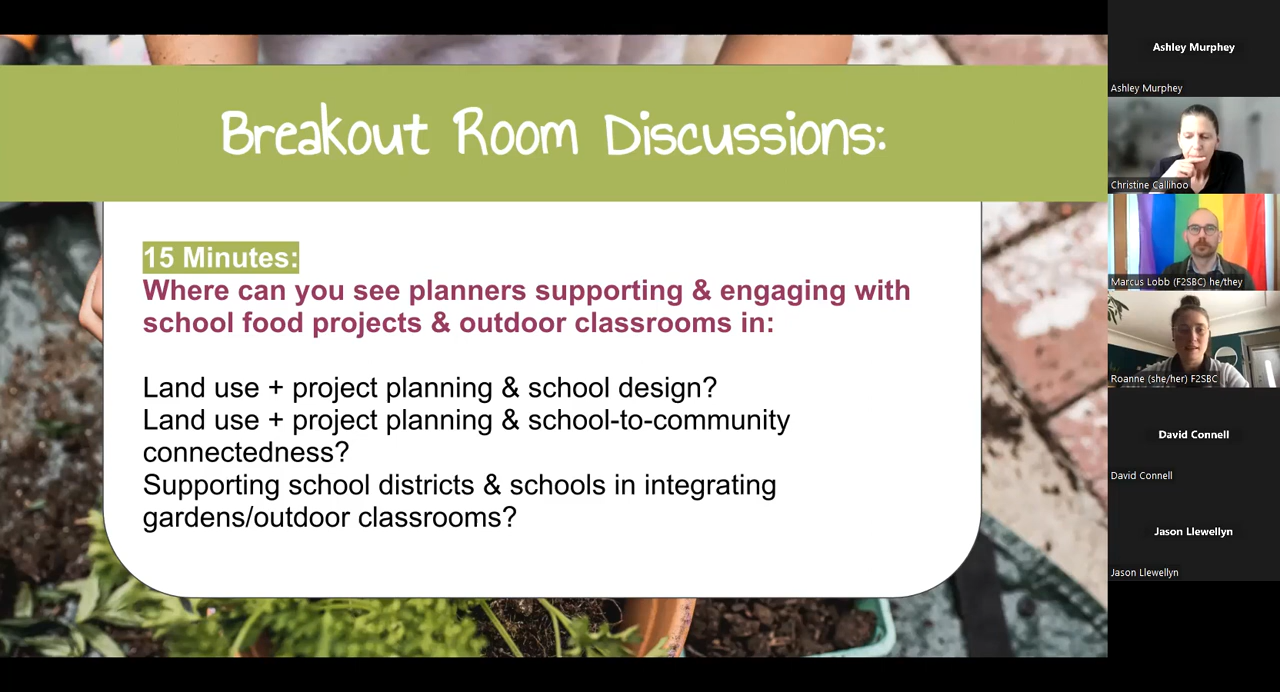 Breakout Room Discussions:
15 Minutes:
Where can you see planners supporting & engaging with
school food projects & outdoor classrooms in:
Land use + project planning & school design?
Land use + project planning & school-to-community
connectedness?
Supporting school districts & schools in integrating
gardens/outdoor classrooms?
Ashley Murphey
Ashley Murphey
Christine Callihoo
Marcus Lobb (F2SBC) he/they
Roanne (she/her) F2SBC
David Connell
David Connell
Jason Llewellyn
Jason Llewellyn